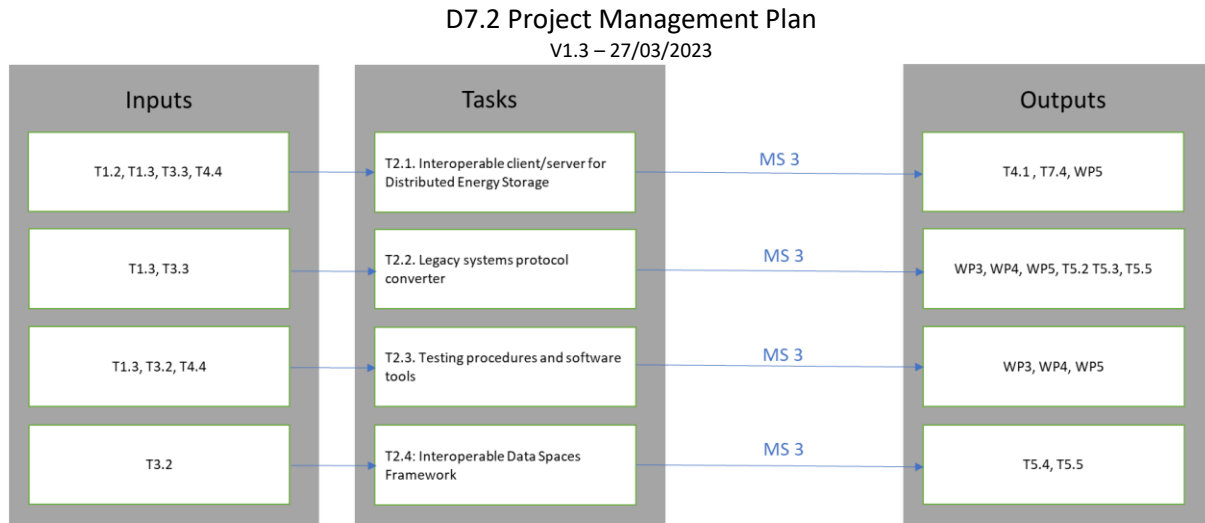 D7.2 Project Management Plan
V1.3 – 27/03/2023
Inputs
Tasks
Outputs
T1.2, T1.3, T3.3, T4.4
T2.1. Interoperable client/server for
Distributed Energy Storage
MS 3
T4.1 , T7.4, WP5
T1.3, T3.3
T2.2. Legacy systems protocol
converter
MS 3
WP3, WP4, WP5, T5.2 T5.3, T5.5
T1.3, T3.2, T4.4
T2.3. Testing procedures and software
tools
MS 3
WP3, WP4, WP5
T3.2
T2.4: Interoperable Data Spaces
Framework
MS 3
T5.4, T5.5